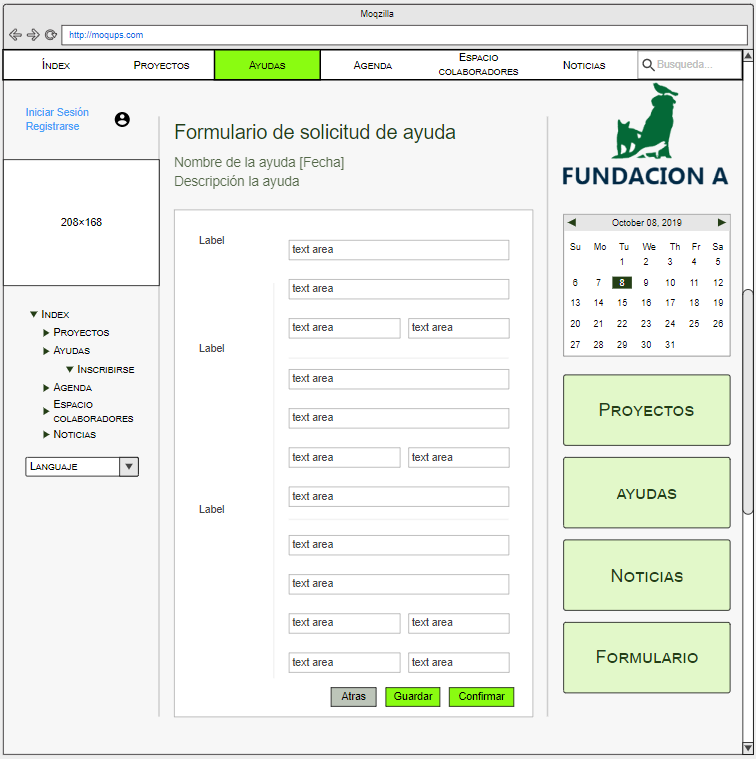 Moqzilla
http://moqups.com
Índex
Proyectos
Ayudas
Agenda
Espacio
colaboradores
Noticias
Busqueda...
Iniciar Sesión
Registrarse
208×168
Índex
Proyectos
Ayudas
Inscribirse
Agenda
Espacio
colaboradores
Noticias
Languaje
Formulario de solicitud de ayuda
Nombre de la ayuda [Fecha]
Descripción la ayuda
Label
text area
text area
text area text area
Label
text area
text area
text area text area
text area
Label
text area
text area
text area text area
text area text area
Atras Guardar Confirmar
FUNDACION A
October 08, 2019
Su Mo Tu We Th Fr Sa
1 2 3 4 5
6 7 8 9 10 11 12
13 14 15 16 17 18 19
20 21 22 23 24 25 26
27 28 29 30 31
Proyectos
ayudas
Noticias
Formulario